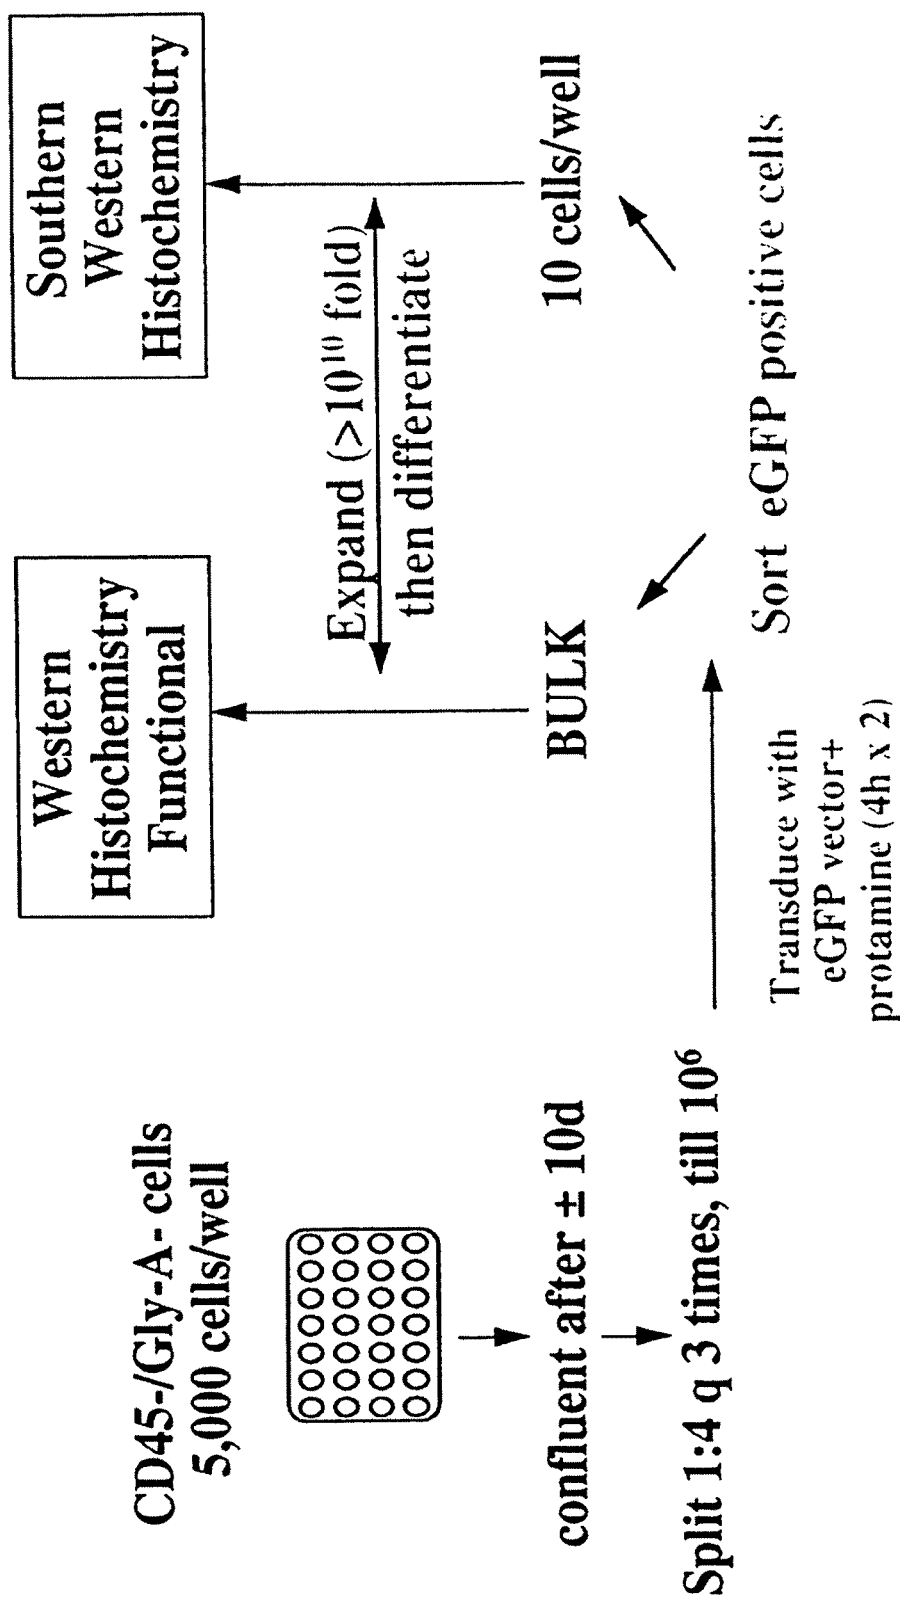 CD45-/Gly-A- cells
5,000 cells/well
confluent after ± 10d
Split 1:4 q 3 times, till 10⁶
Transduce with
eGFP vector+
protamine (4h x 2)
Sort eGFP positive cells
BULK
10 cells/well
Expand (>10¹⁰ fold)
then differentiate
Western
Histochemistry
Functional
Southern
Western
Histochemistry